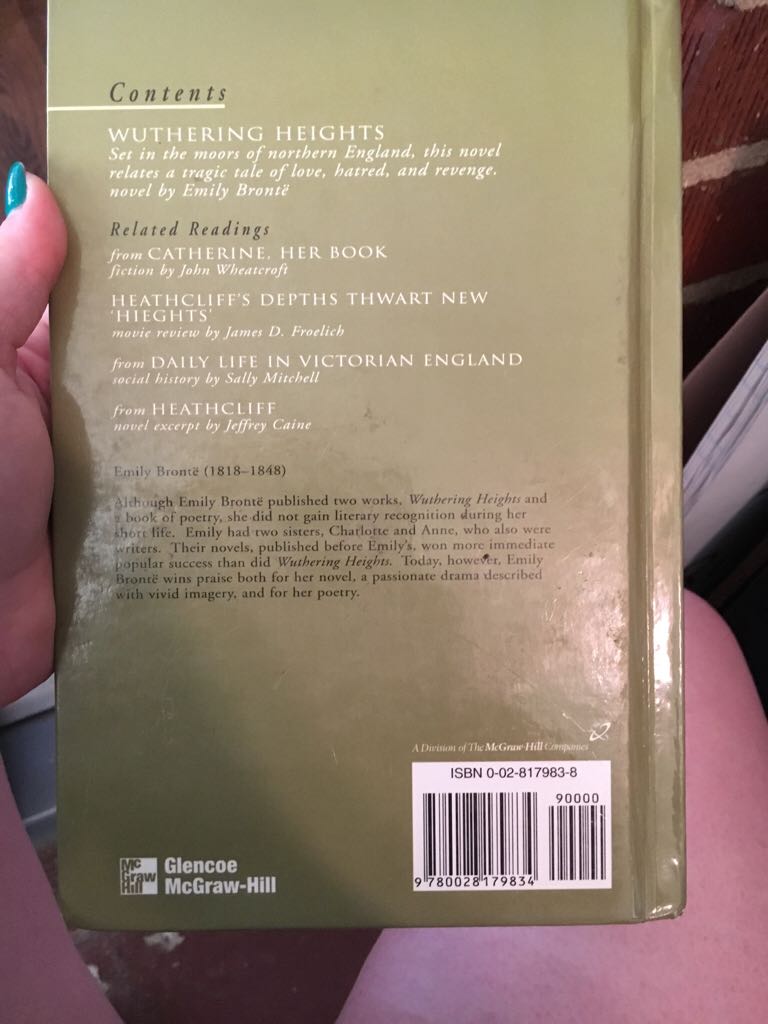 Contents
WUTHERING HEIGHTS
Set in the moors of northern England, this novel
relates a tragic tale of love, hatred, and revenge.
novel by Emily Brontë
Related Readings
from CATHERINE, HER BOOK
fiction by John Wheatcroft
HEATHCLIFF'S DEPTHS THWART NEW
'HIEGHTS'
movie review by James D. Froelich
from DAILY LIFE IN VICTORIAN ENGLAND
social history by Sally Mitchell
from HEATHCLIFF
novel excerpt by Jeffrey Caine
Emily Brontë (1818–1848)
Although Emily Brontë published two works, Wuthering Heights and
a book of poetry, she did not gain literary recognition during her
short life. Emily had two sisters, Charlotte and Anne, who also were
writers. Their novels, published before Emily's, won more immediate
popular success than did Wuthering Heights. Today, however, Emily
Brontë wins praise both for her novel, a passionate drama described
with vivid imagery, and for her poetry.
A Division of The McGraw-Hill Companies
ISBN 0-02-817983-8
90000
9 780028 179834
Mc
Graw
Hill
Glencoe
McGraw-Hill